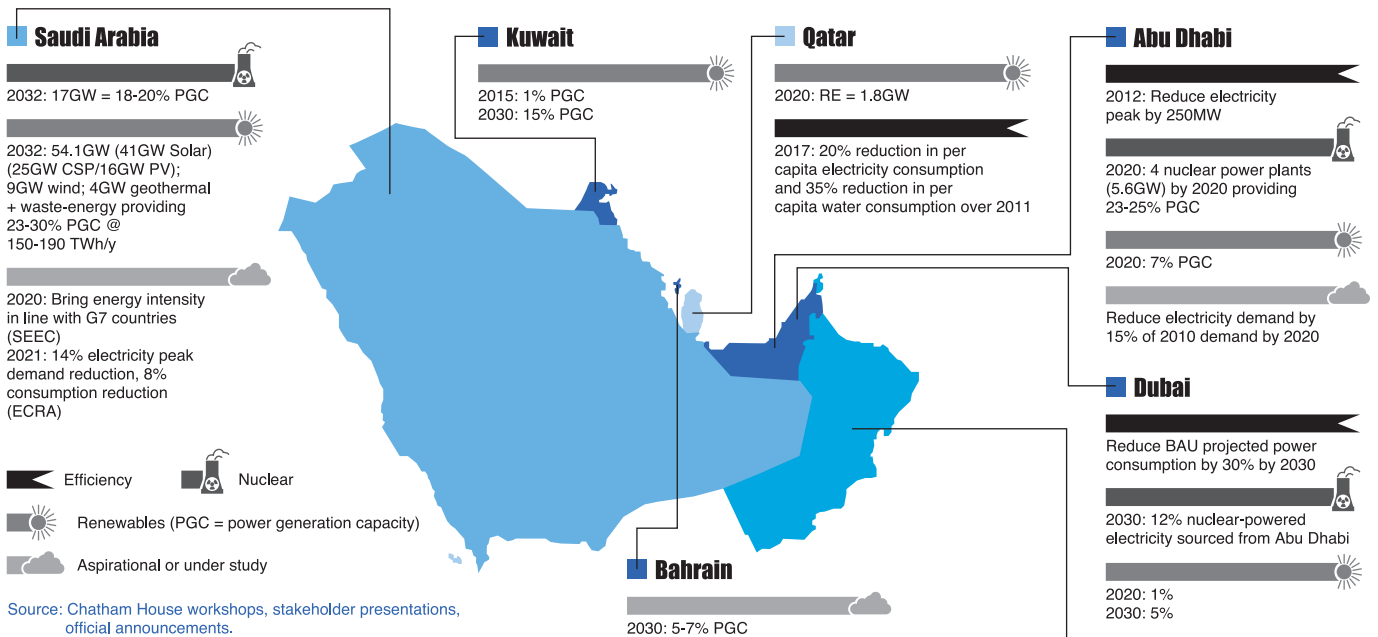 Saudi Arabia
2032: 17GW = 18-20% PGC
2032: 54.1GW (41GW Solar)
(25GW CSP/16GW PV);
9GW wind; 4GW geothermal
+ waste-energy providing
23-30% PGC @
150-190 TWh/y
2020: Bring energy intensity
in line with G7 countries
(SEEC)
2021: 14% electricity peak
demand reduction, 8%
consumption reduction
(ECRA)
Kuwait
2015: 1% PGC
2030: 15% PGC
Qatar
2020: RE = 1.8GW
2017: 20% reduction in per
capita electricity consumption
and 35% reduction in per
capita water consumption over 2011
Abu Dhabi
2012: Reduce electricity
peak by 250MW
2020: 4 nuclear power plants
(5.6GW) by 2020 providing
23-25% PGC
2020: 7% PGC
Reduce electricity demand by
15% of 2010 demand by 2020
Dubai
Reduce BAU projected power
consumption by 30% by 2030
2030: 12% nuclear-powered
electricity sourced from Abu Dhabi
2020: 1%
2030: 5%
Bahrain
2030: 5-7% PGC
Efficiency
Nuclear
Renewables (PGC = power generation capacity)
Aspirational or under study
Source: Chatham House workshops, stakeholder presentations,
official announcements.